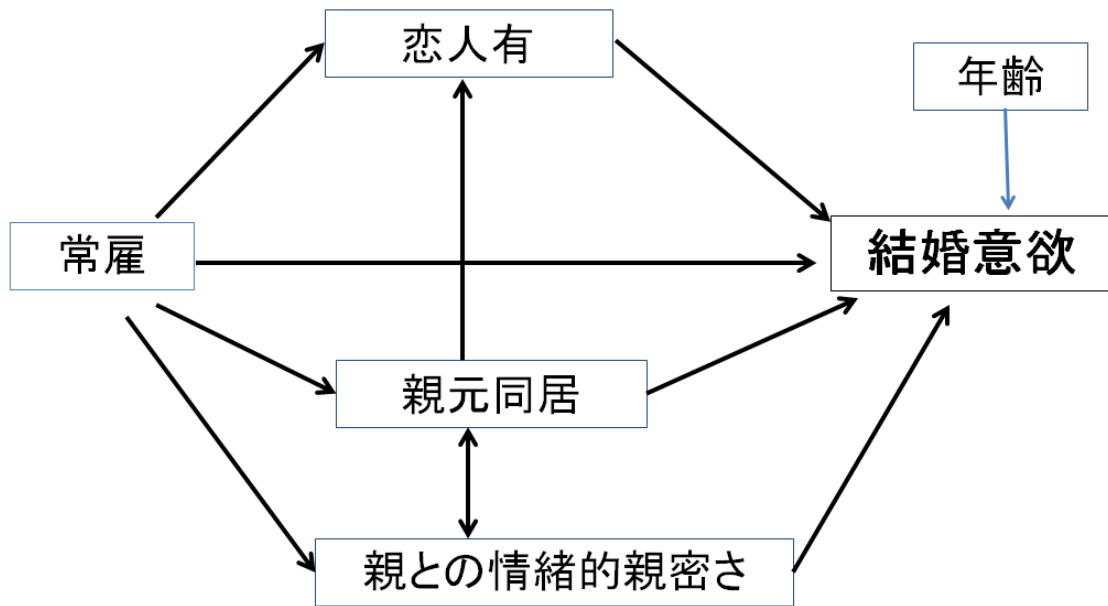 恋人有
年齢
常雇
結婚意欲
親元同居
親との情緒的親密さ